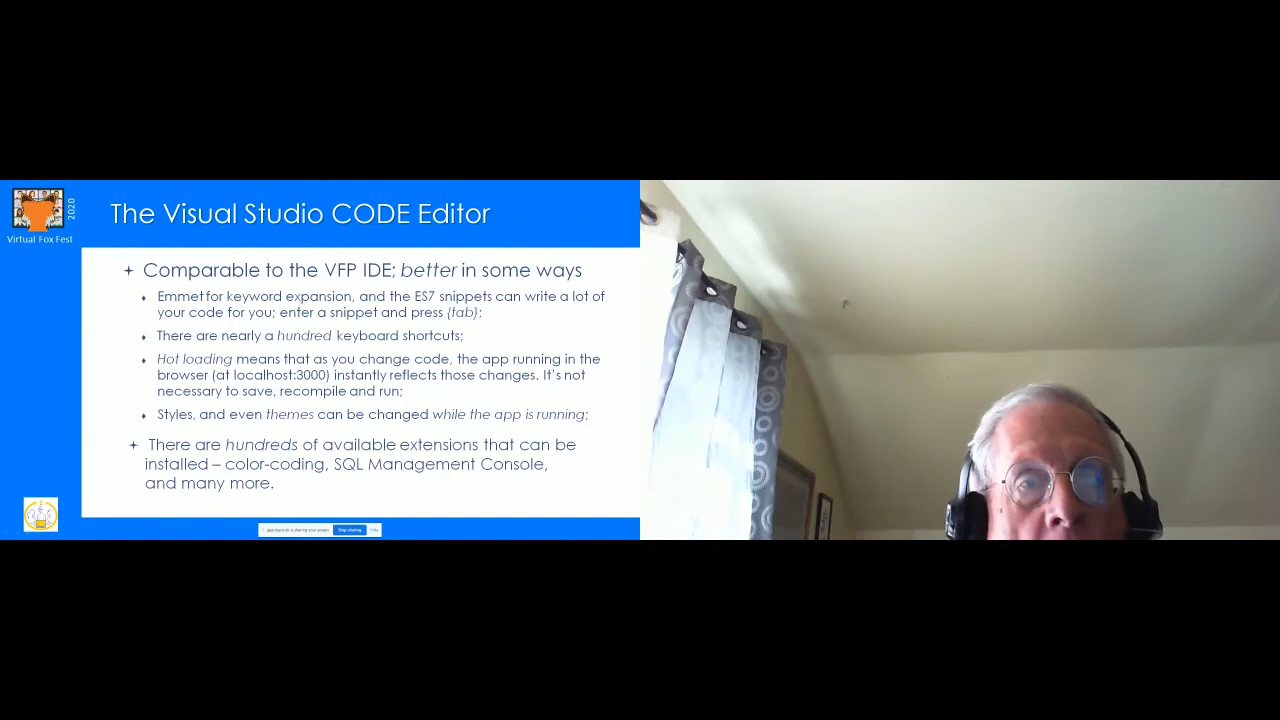 2020
Virtual Fox Fest
The Visual Studio CODE Editor
Comparable to the VFP IDE; better in some ways
Emmet for keyword expansion, and the ES7 snippets can write a lot of
your code for you; enter a snippet and press {tab};
There are nearly a hundred keyboard shortcuts;
Hot loading means that as you change code, the app running in the
browser (at localhost:3000) instantly reflects those changes. It's not
necessary to save, recompile and run;
Styles, and even themes can be changed while the app is running;
There are hundreds of available extensions that can be
installed – color-coding, SQL Management Console,
and many more.
is sharing your screen. Stop sharing Hide